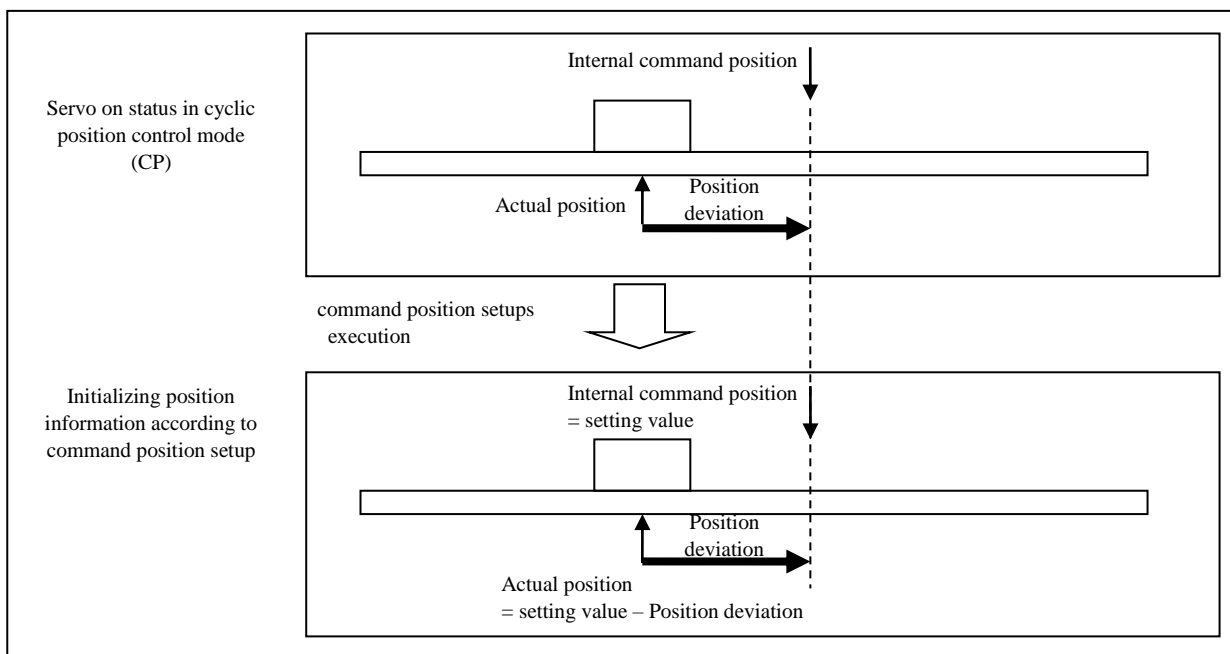 Servo on status in cyclic
position control mode
(CP)
Internal command position
Actual position
Position
deviation
command position setups
execution
Initializing position
information according to
command position setup
Internal command position
= setting value
Position
deviation
Actual position
= setting value – Position deviation